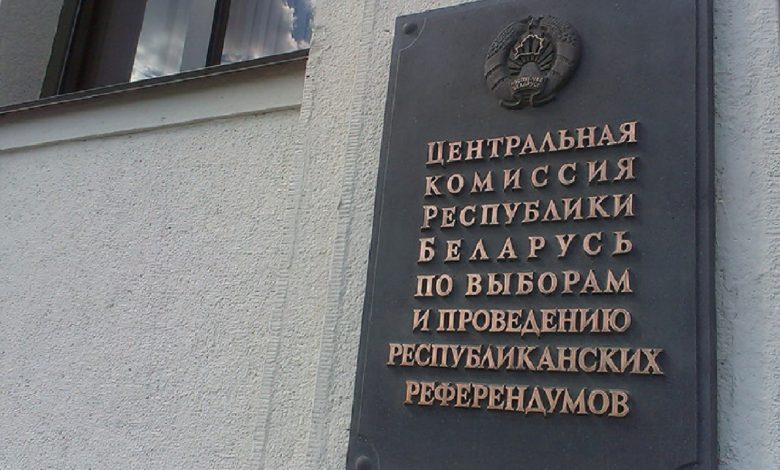 ЦЕНТРАЛЬНАЯ
КОМИССИЯ
РЕСПУБЛИКИ
БЕЛАРУСЬ
ПО ВЫБОРАМ
И ПРОВЕДЕНИЮ
РЕСПУБЛИКАНСКИХ
РЕФЕРЕНДУМОВ